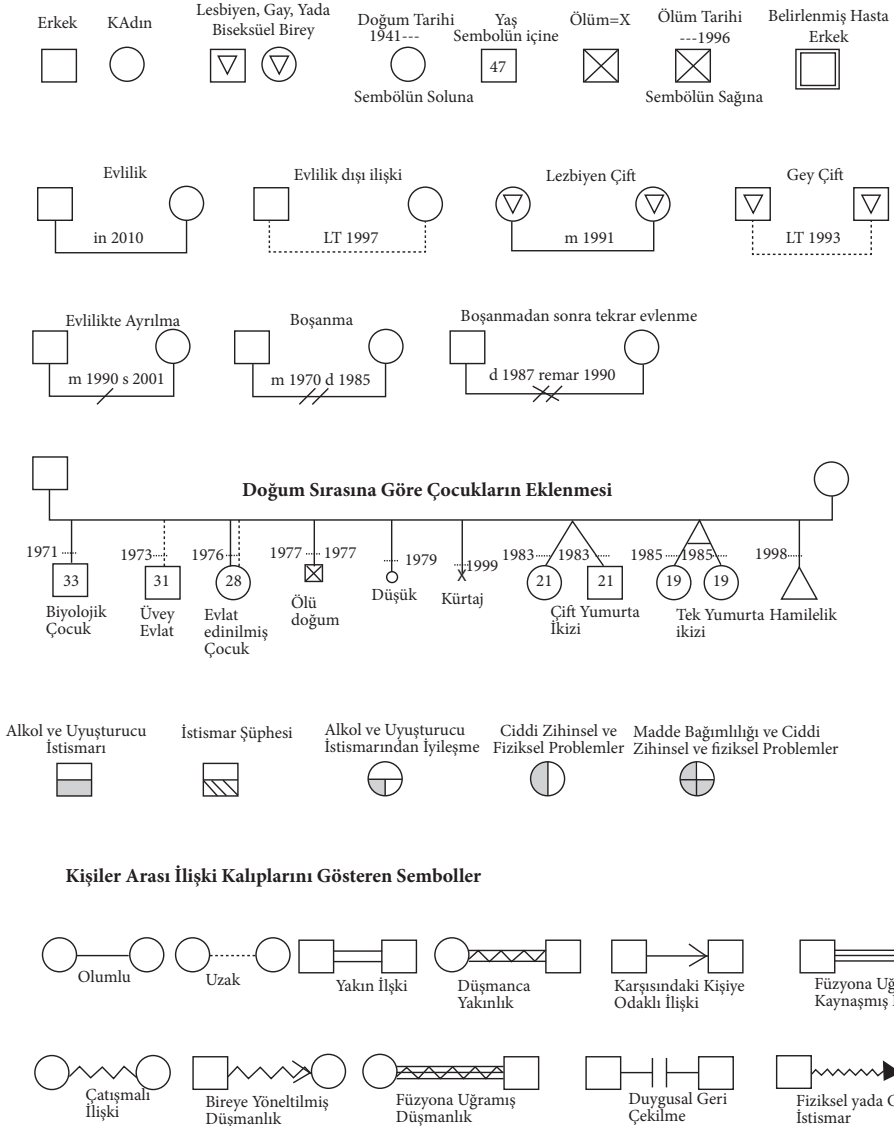 Erkek
KAdın
Lesbiyen, Gay, Yada
Biseksüel Birey
Doğum Tarihi
1941---
Sembölün Soluna
Yaş
Sembolün içine
47
Ölüm=X
Ölüm Tarihi
---1996
Sembölün Sağına
Belirlenmiş Hasta
Erkek
Evlilik
in 2010
Evlilik dışı ilişki
LT 1997
Lezbiyen Çift
m 1991
Gey Çift
LT 1993
Evlilikte Ayrılma
m 1990 s 2001
Boşanma
m 1970 d 1985
Boşanmadan sonra tekrar evlenme
d 1987 remar 1990
Doğum Sırasına Göre Çocukların Eklenmesi
1971
33
Biyolojik
Çocuk
1973
31
Üvey
Evlat
1976
28
Evlat
edinilmiş
Çocuk
1977 1977
Ölü
doğum
1979
Düşük
1999
Kürtaj
1983 1983
21 21
Çift Yumurta
İkizi
1985 1985
19 19
Tek Yumurta
ikizi
1998
Hamilelik
Alkol ve Uyuşturucu
İstismarı
İstismar Şüphesi
Alkol ve Uyuşturucu
İstismarından İyileşme
Ciddi Zihinsel ve
Fiziksel Problemler
Madde Bağımlılığı ve Ciddi
Zihinsel ve fiziksel Problemler
Kişiler Arası İlişki Kalıplarını Gösteren Semboller
Olumlu
Uzak
Yakın İlşki
Düşmanca
Yakınlık
Karşısındaki Kişiye
Odaklı İlişki
Füzyona
Kaynaşmış
Çatışmalı
İlişki
Bireye Yöneltilmiş
Düşmanlık
Füzyona Uğramış
Düşmanlık
Duygusal Geri
Çekilme
Fiziksel yada
İstismar